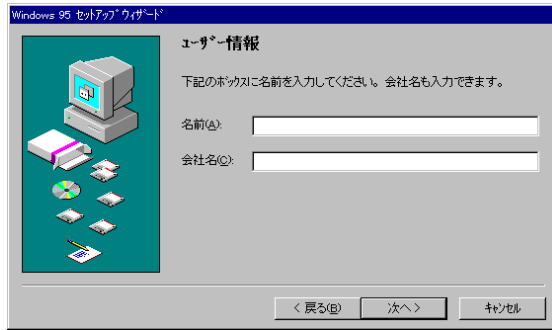 Windows 95 ｾｯﾄｱｯﾌﾟ ｳｨｻﾞｰﾄﾞ
ﾕｰｻﾞｰ情報
下記のﾎﾞｯｸｽに名前を入力してください。会社名も入力できます。
名前(A):
会社名(C):
< 戻る(B)
次へ >
ｷｬﾝｾﾙ